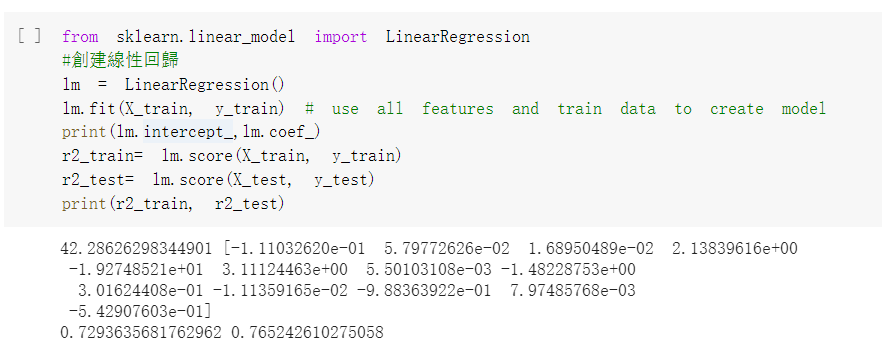 [ ] from sklearn.linear_model import LinearRegression
#創建線性回歸
lm = LinearRegression()
lm.fit(X_train, y_train) # use all features and train data to create model
print(lm.intercept_,lm.coef_)
r2_train= lm.score(X_train, y_train)
r2_test= lm.score(X_test, y_test)
print(r2_train, r2_test)
42.28626298344901 [-1.11032620e-01 5.79772626e-02 1.68950489e-02 2.13839616e+00
-1.92748521e+01 3.11124463e+00 5.50103108e-03 -1.48228753e+00
3.01624408e-01 -1.11359165e-02 -9.88363922e-01 7.97485768e-03
-5.42907603e-01]
0.7293635681762962 0.765242610275058